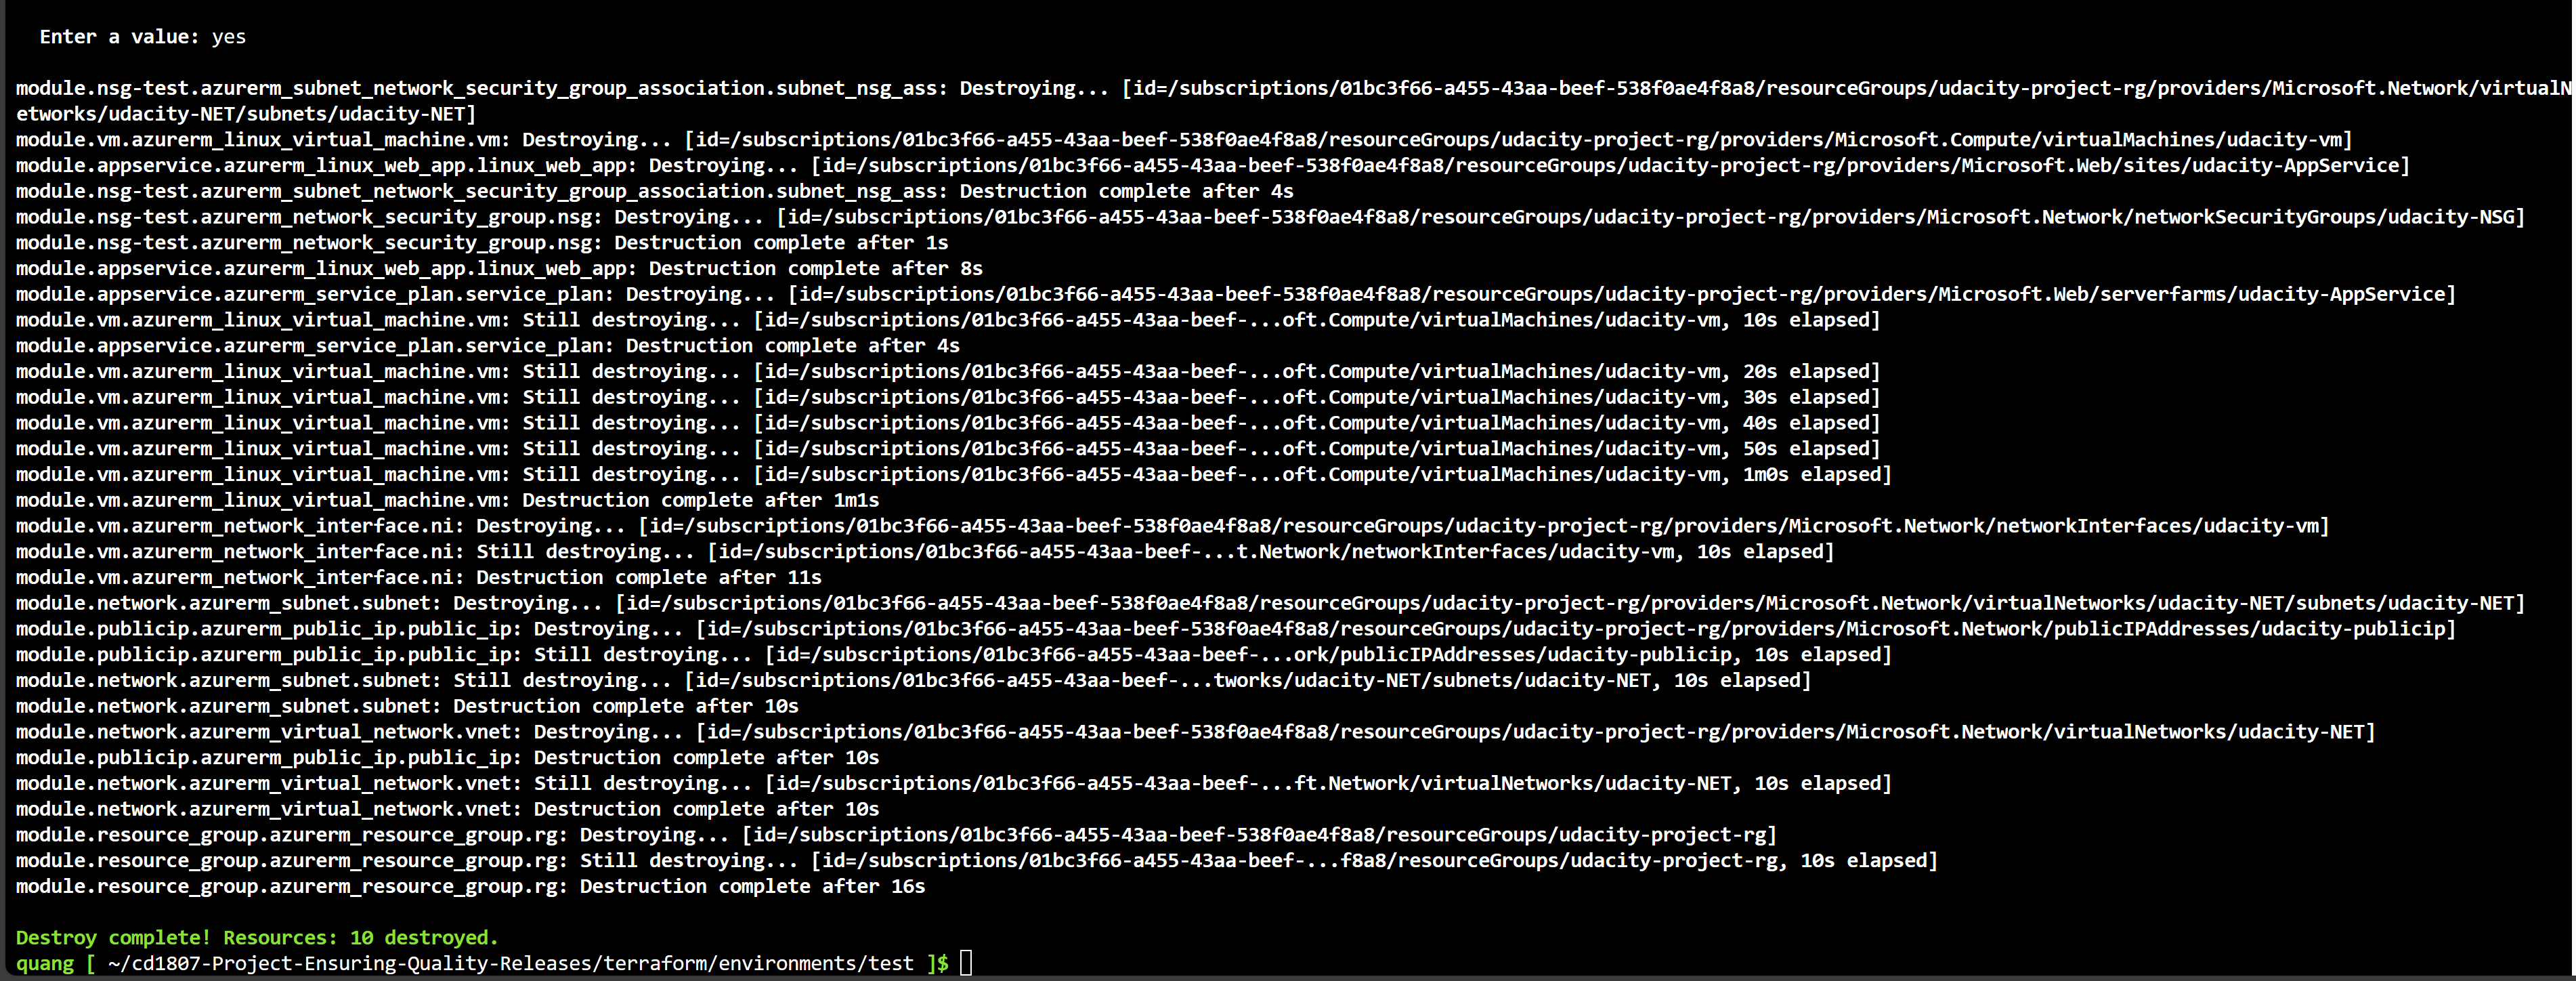 Enter a value: yes
module.nsg-test.azurerm_subnet_network_security_group_association.subnet_nsg_ass: Destroying... [id=/subscriptions/01bc3f66-a455-43aa-beef-538f0ae4f8a8/resourceGroups/udacity-project-rg/providers/Microsoft.Network/virtualN
etworks/udacity-NET/subnets/udacity-NET]
module.vm.azurerm_linux_virtual_machine.vm: Destroying... [id=/subscriptions/01bc3f66-a455-43aa-beef-538f0ae4f8a8/resourceGroups/udacity-project-rg/providers/Microsoft.Compute/virtualMachines/udacity-vm]
module.appservice.azurerm_linux_web_app.linux_web_app: Destroying... [id=/subscriptions/01bc3f66-a455-43aa-beef-538f0ae4f8a8/resourceGroups/udacity-project-rg/providers/Microsoft.Web/sites/udacity-AppService]
module.nsg-test.azurerm_subnet_network_security_group_association.subnet_nsg_ass: Destruction complete after 4s
module.nsg-test.azurerm_network_security_group.nsg: Destroying... [id=/subscriptions/01bc3f66-a455-43aa-beef-538f0ae4f8a8/resourceGroups/udacity-project-rg/providers/Microsoft.Network/networkSecurityGroups/udacity-NSG]
module.nsg-test.azurerm_network_security_group.nsg: Destruction complete after 1s
module.appservice.azurerm_linux_web_app.linux_web_app: Destruction complete after 8s
module.appservice.azurerm_service_plan.service_plan: Destroying... [id=/subscriptions/01bc3f66-a455-43aa-beef-538f0ae4f8a8/resourceGroups/udacity-project-rg/providers/Microsoft.Web/serverfarms/udacity-AppService]
module.vm.azurerm_linux_virtual_machine.vm: Still destroying... [id=/subscriptions/01bc3f66-a455-43aa-beef-...oft.Compute/virtualMachines/udacity-vm, 10s elapsed]
module.appservice.azurerm_service_plan.service_plan: Destruction complete after 4s
module.vm.azurerm_linux_virtual_machine.vm: Still destroying... [id=/subscriptions/01bc3f66-a455-43aa-beef-...oft.Compute/virtualMachines/udacity-vm, 20s elapsed]
module.vm.azurerm_linux_virtual_machine.vm: Still destroying... [id=/subscriptions/01bc3f66-a455-43aa-beef-...oft.Compute/virtualMachines/udacity-vm, 30s elapsed]
module.vm.azurerm_linux_virtual_machine.vm: Still destroying... [id=/subscriptions/01bc3f66-a455-43aa-beef-...oft.Compute/virtualMachines/udacity-vm, 40s elapsed]
module.vm.azurerm_linux_virtual_machine.vm: Still destroying... [id=/subscriptions/01bc3f66-a455-43aa-beef-...oft.Compute/virtualMachines/udacity-vm, 50s elapsed]
module.vm.azurerm_linux_virtual_machine.vm: Still destroying... [id=/subscriptions/01bc3f66-a455-43aa-beef-...oft.Compute/virtualMachines/udacity-vm, 1m0s elapsed]
module.vm.azurerm_linux_virtual_machine.vm: Destruction complete after 1m1s
module.vm.azurerm_network_interface.ni: Destroying... [id=/subscriptions/01bc3f66-a455-43aa-beef-538f0ae4f8a8/resourceGroups/udacity-project-rg/providers/Microsoft.Network/networkInterfaces/udacity-vm]
module.vm.azurerm_network_interface.ni: Still destroying... [id=/subscriptions/01bc3f66-a455-43aa-beef-...t.Network/networkInterfaces/udacity-vm, 10s elapsed]
module.vm.azurerm_network_interface.ni: Destruction complete after 11s
module.network.azurerm_subnet.subnet: Destroying... [id=/subscriptions/01bc3f66-a455-43aa-beef-538f0ae4f8a8/resourceGroups/udacity-project-rg/providers/Microsoft.Network/virtualNetworks/udacity-NET/subnets/udacity-NET]
module.publicip.azurerm_public_ip.public_ip: Destroying... [id=/subscriptions/01bc3f66-a455-43aa-beef-538f0ae4f8a8/resourceGroups/udacity-project-rg/providers/Microsoft.Network/publicIPAddresses/udacity-publicip]
module.publicip.azurerm_public_ip.public_ip: Still destroying... [id=/subscriptions/01bc3f66-a455-43aa-beef-...ork/publicIPAddresses/udacity-publicip, 10s elapsed]
module.network.azurerm_subnet.subnet: Still destroying... [id=/subscriptions/01bc3f66-a455-43aa-beef-...tworks/udacity-NET/subnets/udacity-NET, 10s elapsed]
module.network.azurerm_subnet.subnet: Destruction complete after 10s
module.network.azurerm_virtual_network.vnet: Destroying... [id=/subscriptions/01bc3f66-a455-43aa-beef-538f0ae4f8a8/resourceGroups/udacity-project-rg/providers/Microsoft.Network/virtualNetworks/udacity-NET]
module.publicip.azurerm_public_ip.public_ip: Destruction complete after 10s
module.network.azurerm_virtual_network.vnet: Still destroying... [id=/subscriptions/01bc3f66-a455-43aa-beef-...ft.Network/virtualNetworks/udacity-NET, 10s elapsed]
module.network.azurerm_virtual_network.vnet: Destruction complete after 10s
module.resource_group.azurerm_resource_group.rg: Destroying... [id=/subscriptions/01bc3f66-a455-43aa-beef-538f0ae4f8a8/resourceGroups/udacity-project-rg]
module.resource_group.azurerm_resource_group.rg: Still destroying... [id=/subscriptions/01bc3f66-a455-43aa-beef-...f8a8/resourceGroups/udacity-project-rg, 10s elapsed]
module.resource_group.azurerm_resource_group.rg: Destruction complete after 16s
Destroy complete! Resources: 10 destroyed.
quang [ ~/cd1807-Project-Ensuring-Quality-Releases/terraform/environments/test ]$